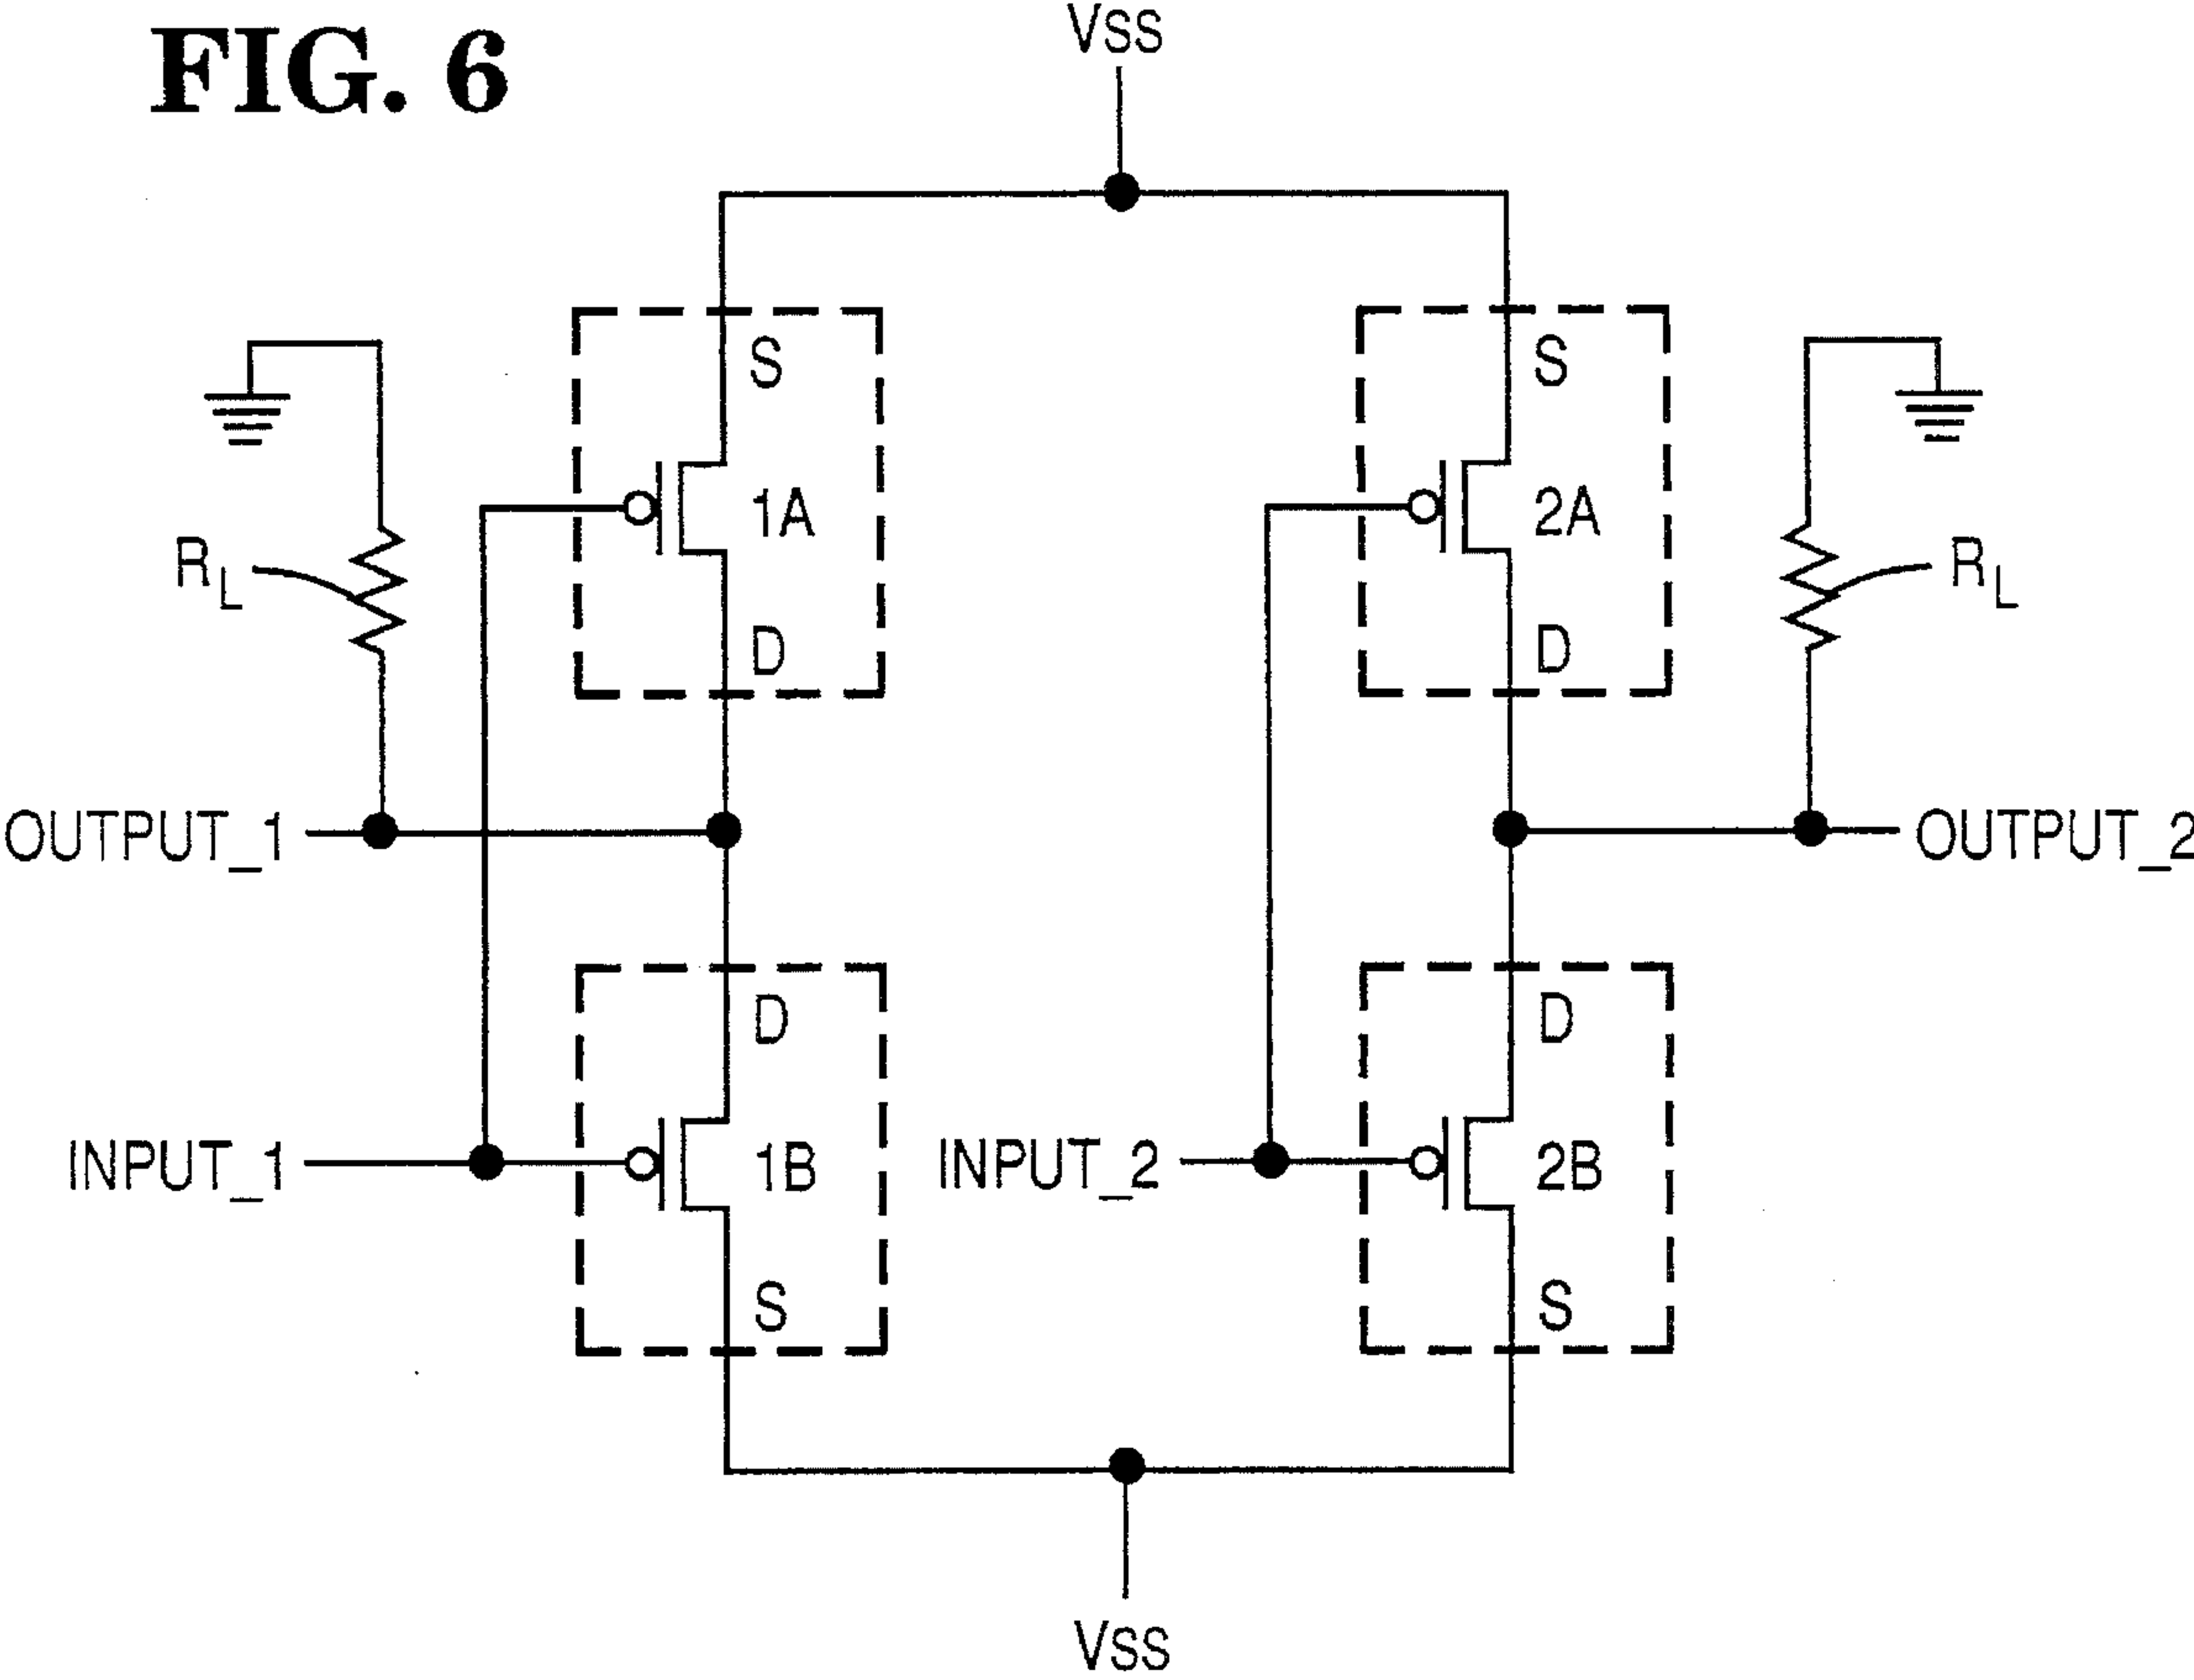 FIG. 6
VSS
S
S
RL
1A
2A
RL
D
D
OUTPUT_1
OUTPUT_2
D
D
INPUT_1
1B
INPUT_2
2B
S
S
VSS